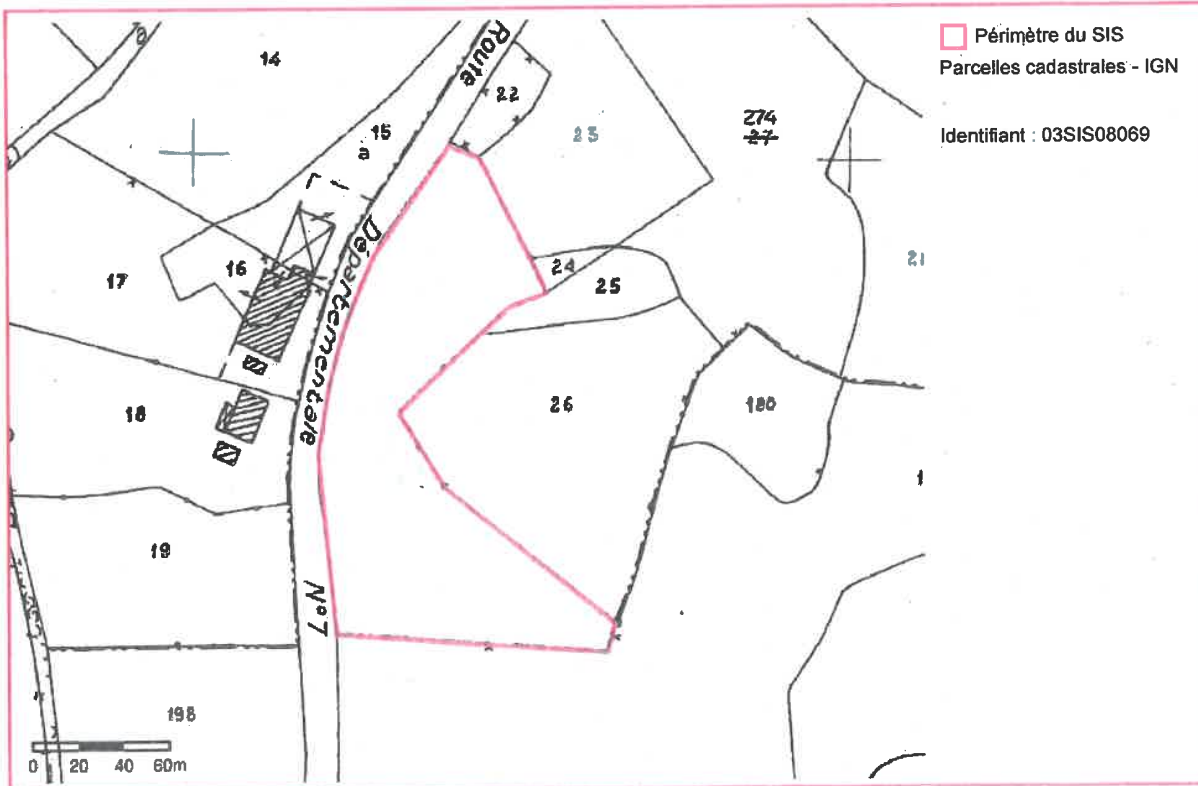 Périmètre du SIS
Parcelles cadastrales - IGN
Identifiant : 03SIS08069
14
Route
22
15
a
23
274
27
Départementale
24
25
21
17
16
18
26
180
1
19
N° 7
198
0 20 40 60m